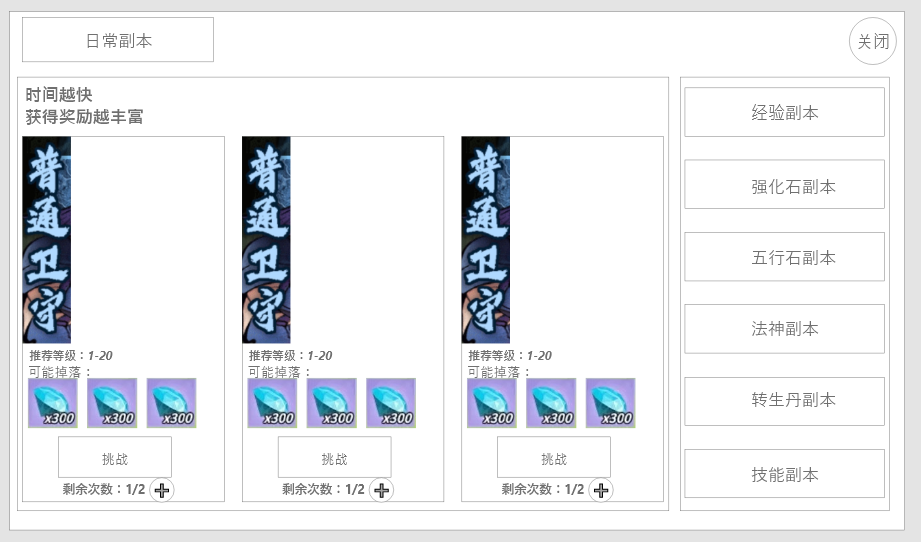 日常副本
关闭
时间越快
获得奖励越丰富
普通卫守
推荐等级：1-20
可能掉落：
x300 x300 x300
挑战
剩余次数：1/2
普通卫守
推荐等级：1-20
可能掉落：
x300 x300 x300
挑战
剩余次数：1/2
普通卫守
推荐等级：1-20
可能掉落：
x300 x300 x300
挑战
剩余次数：1/2
经验副本
强化石副本
五行石副本
法神副本
转生丹副本
技能副本